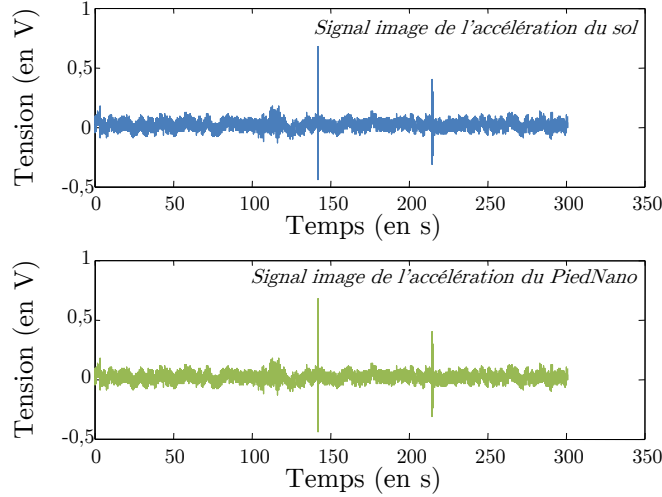 Signal image de l'accélération du sol
Tension (en V)
1
0,5
0
-0,5
0 50 100 150 200 250 300 350
Temps (en s)
Signal image de l'accélération du PiedNano
Tension (en V)
1
0,5
0
-0,5
0 50 100 150 200 250 300 350
Temps (en s)